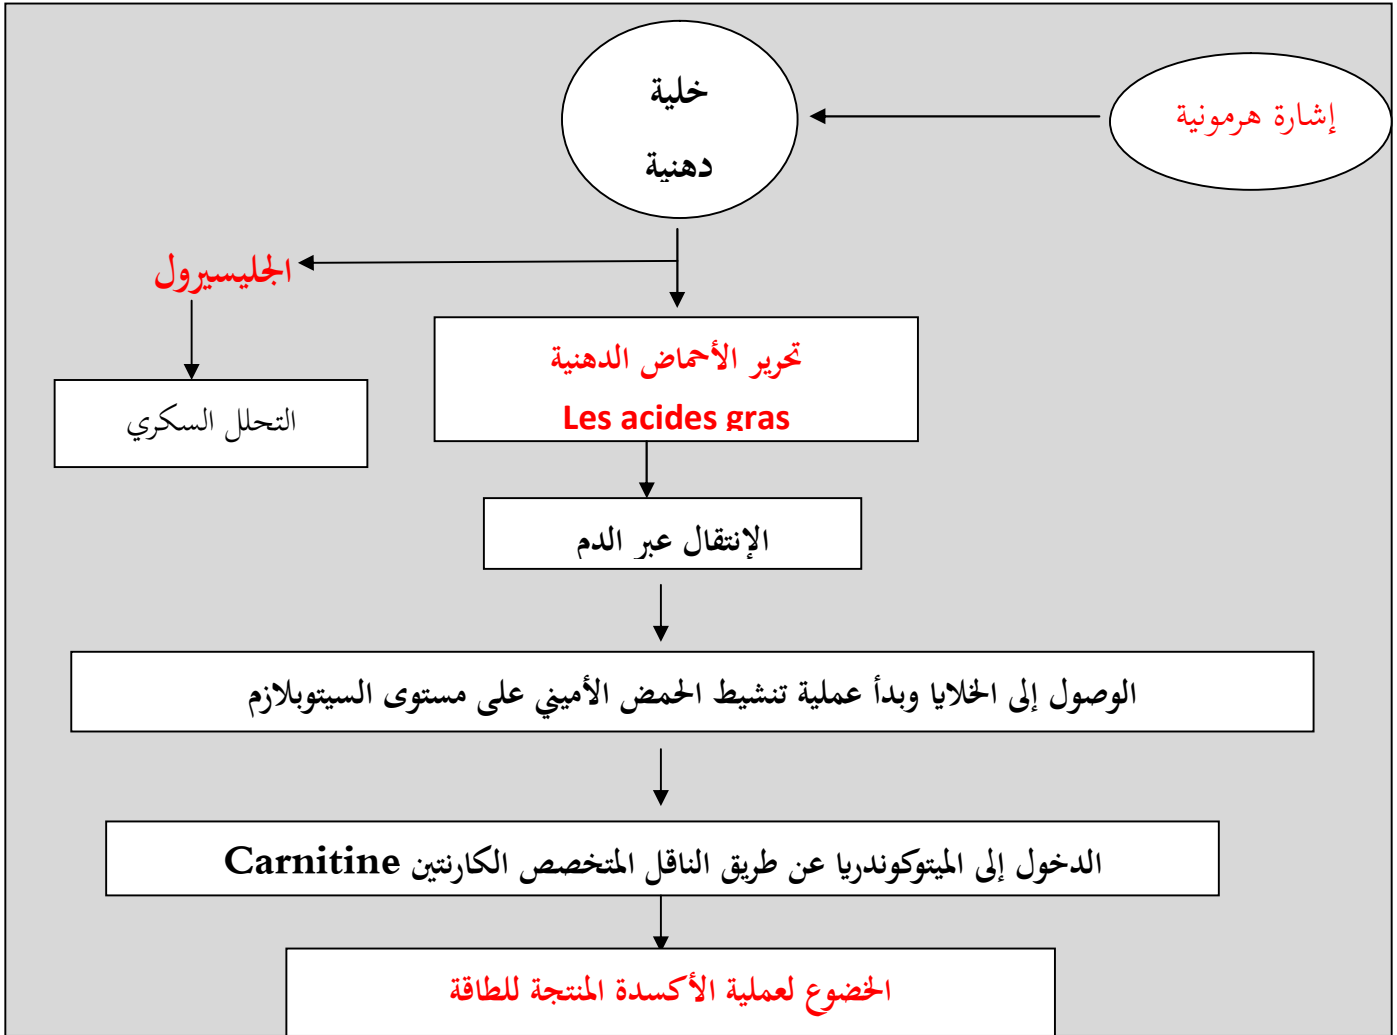 خلية
دهنية
إشارة هرمونية
الجليسيرول
تحرير الأحماض الدهنية
Les acides gras
التحلل السكري
الإنتقال عبر الدم
الوصول إلى الخلايا وبدأ عملية تنشيط الحمض الأميني على مستوى السيتوبلازم
الدخول إلى الميتوكوندريا عن طريق الناقل المتخصص الكارنتين Carnitine
الخضوع لعملية الأكسدة المنتجة للطاقة